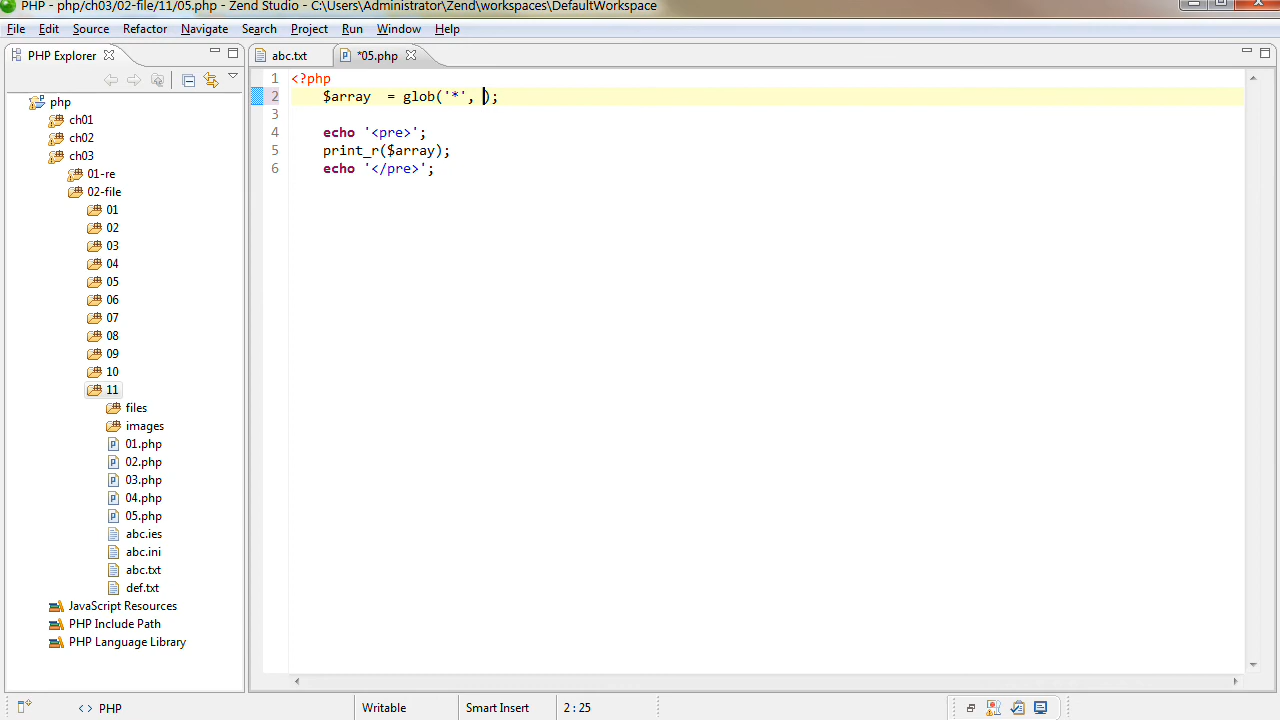 PHP - php/ch03/02-file/11/05.php - Zend Studio - C:\Users\Administrator\Zend\workspaces\DefaultWorkspace
File Edit Source Refactor Navigate Search Project Run Window Help
PHP Explorer
abc.txt
*05.php
php
ch01
ch02
ch03
01-re
02-file
01
02
03
04
05
06
07
08
09
10
11
files
images
01.php
02.php
03.php
04.php
05.php
abc.ies
abc.ini
abc.txt
def.txt
JavaScript Resources
PHP Include Path
PHP Language Library
1 <?php
2 $array  = glob('*', );
3
4 echo '<pre>';
5 print_r($array);
6 echo '</pre>';
<> PHP
Writable
Smart Insert
2 : 25